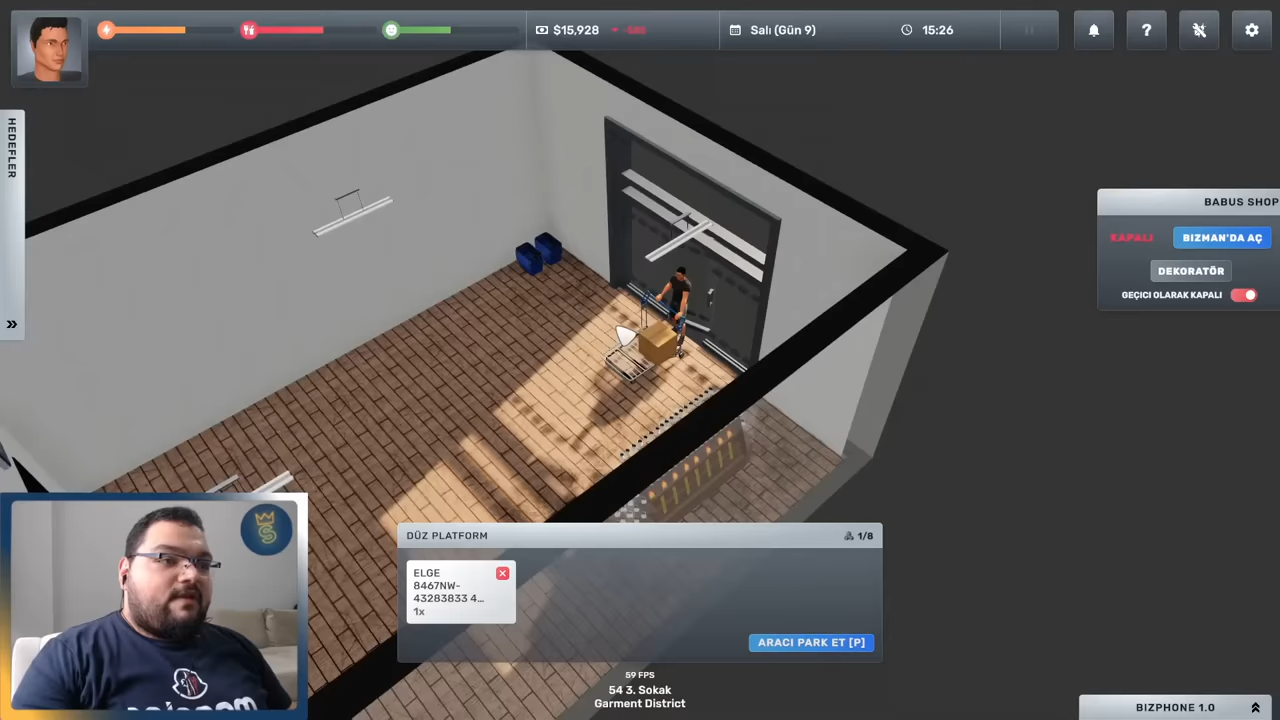 $15,928
Salı (Gün 9)
15:26
?
HEDEFLER
BABUS SHOP
KAPALI
BIZMAN'DA AÇ
DEKORATÖR
GEÇICI OLARAK KAPALI
DÜZ PLATFORM
1/8
ELGE
8467NW-
43283833 4...
1x
ARACI PARK ET [P]
59 FPS
54 3. Sokak
Garment District
BIZPHONE 1.0
S